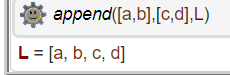 append([a,b],[c,d],L)
L = [a, b, c, d]